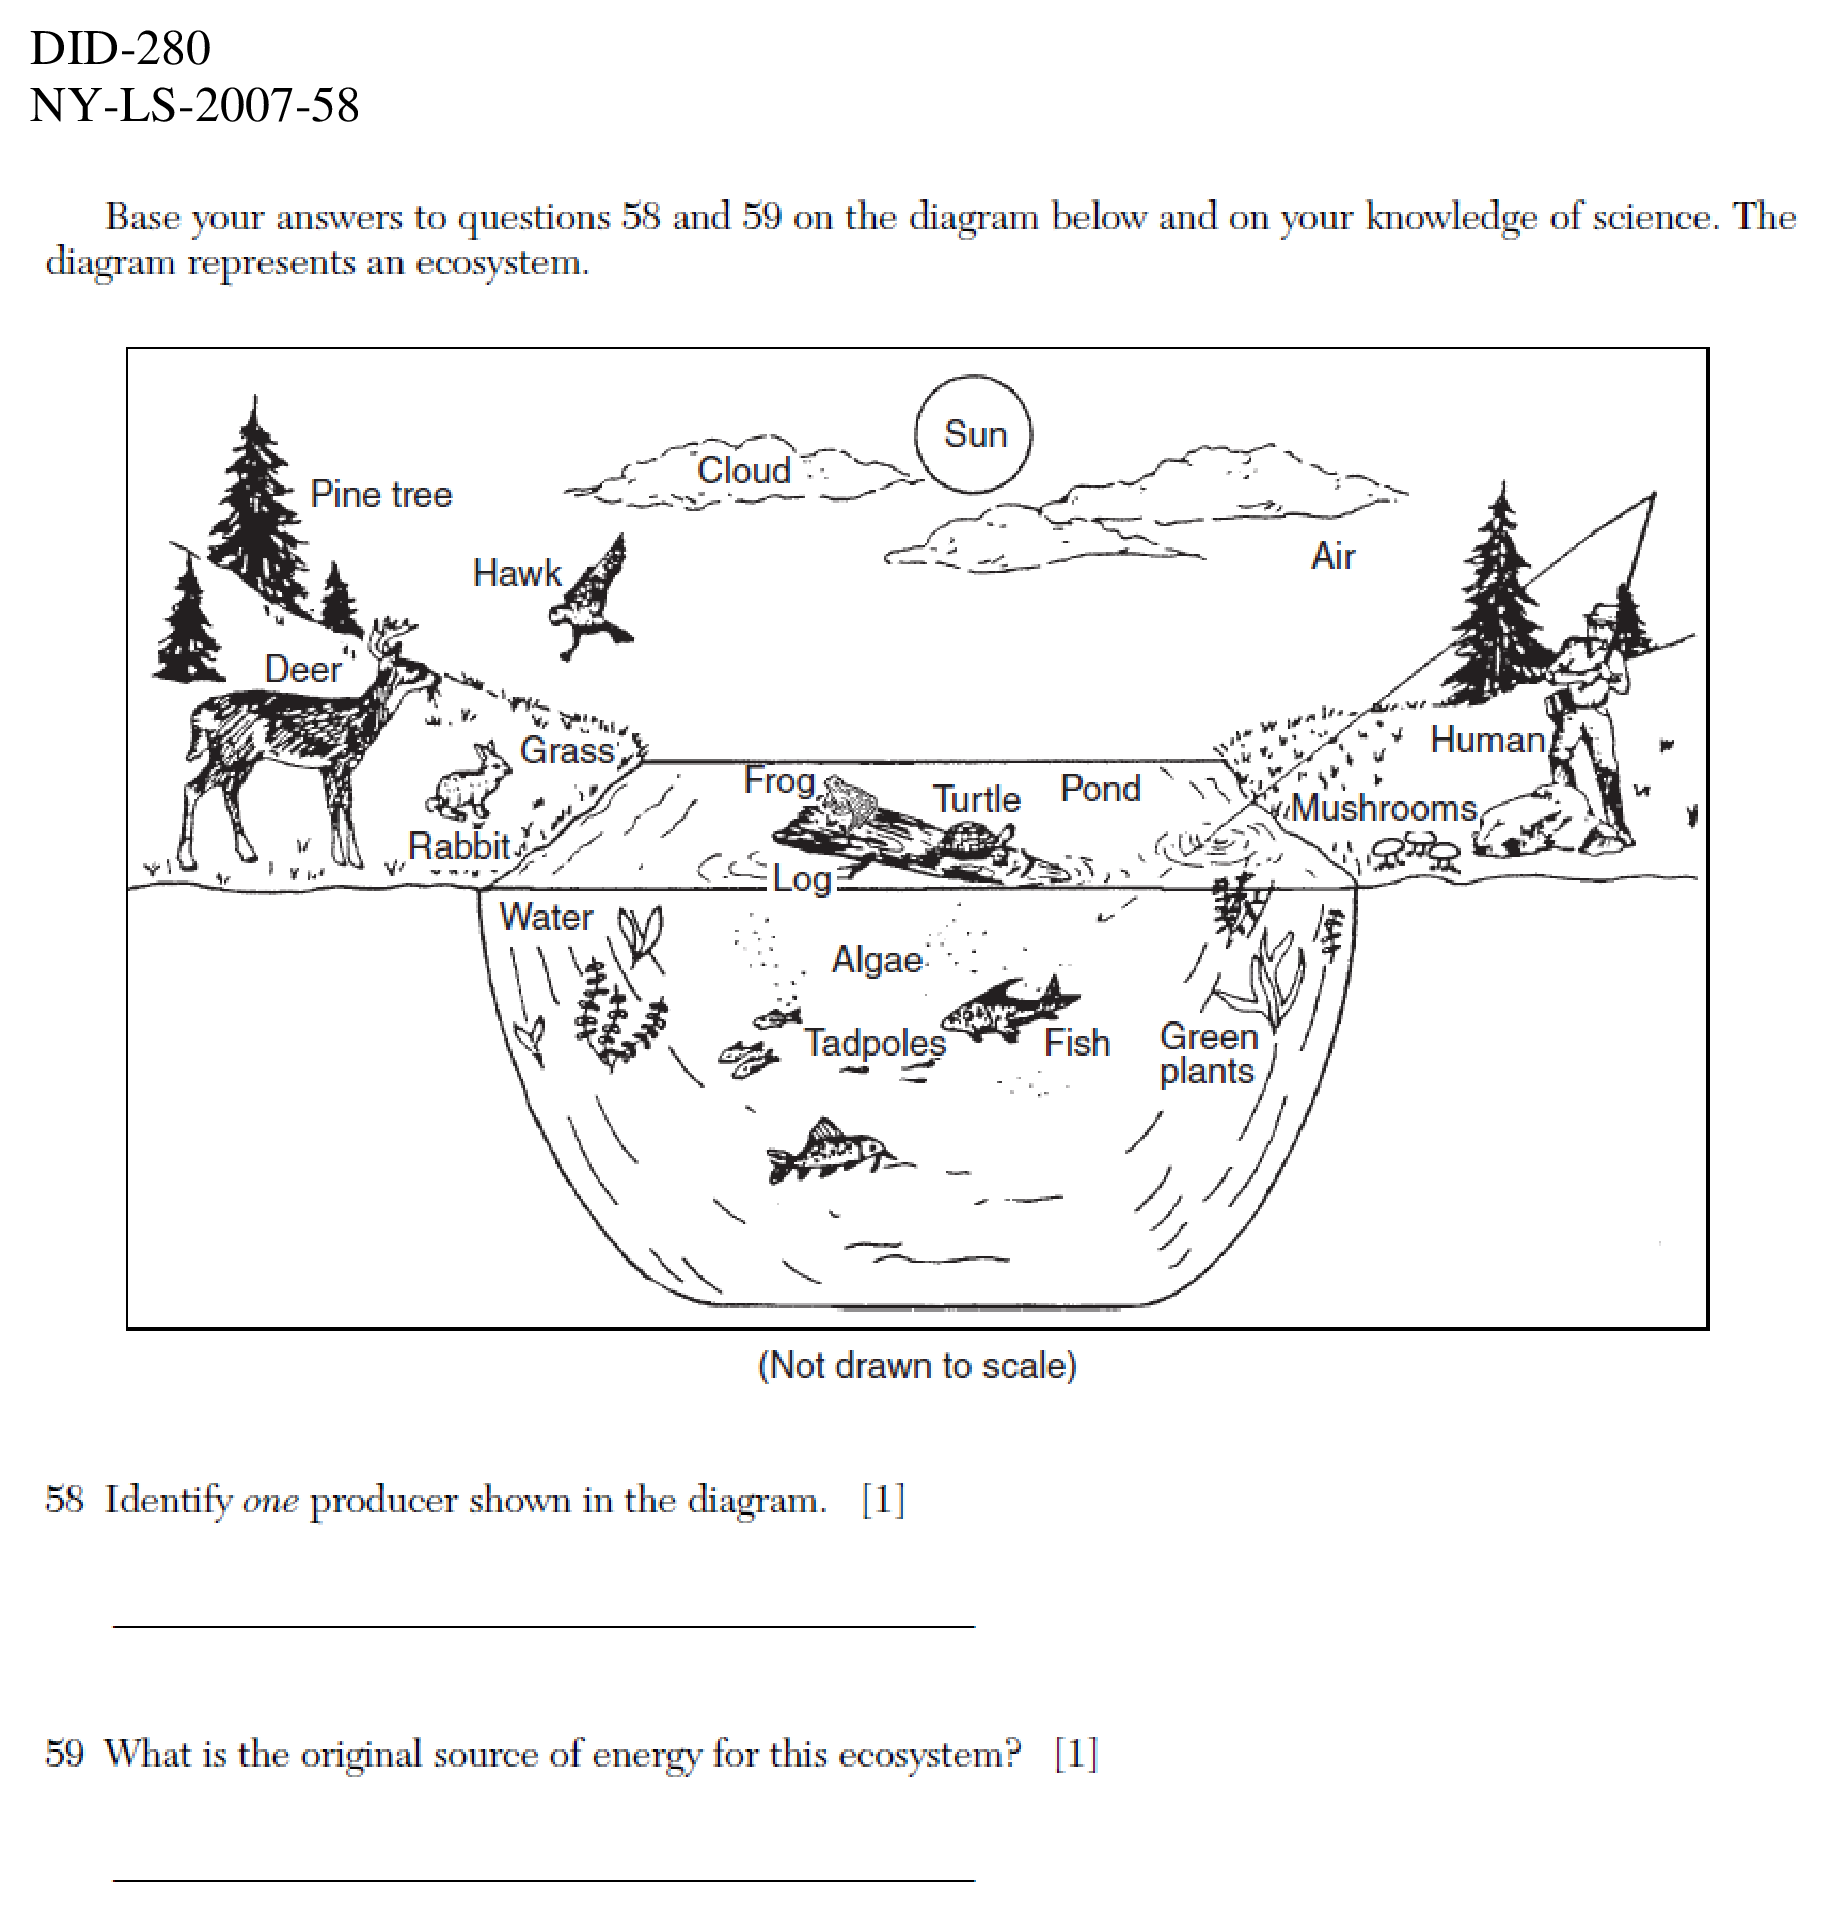 DID-280
NY-LS-2007-58
Base your answers to questions 58 and 59 on the diagram below and on your knowledge of science. The
diagram represents an ecosystem.
Sun
Cloud
Pine tree
Air
Hawk
Deer
Grass
Human
Frog
Turtle
Pond
Mushrooms
Rabbit
Log
Water
Algae
Tadpoles
Fish
Green
plants
(Not drawn to scale)
58 Identify one producer shown in the diagram. [1]
59 What is the original source of energy for this ecosystem? [1]